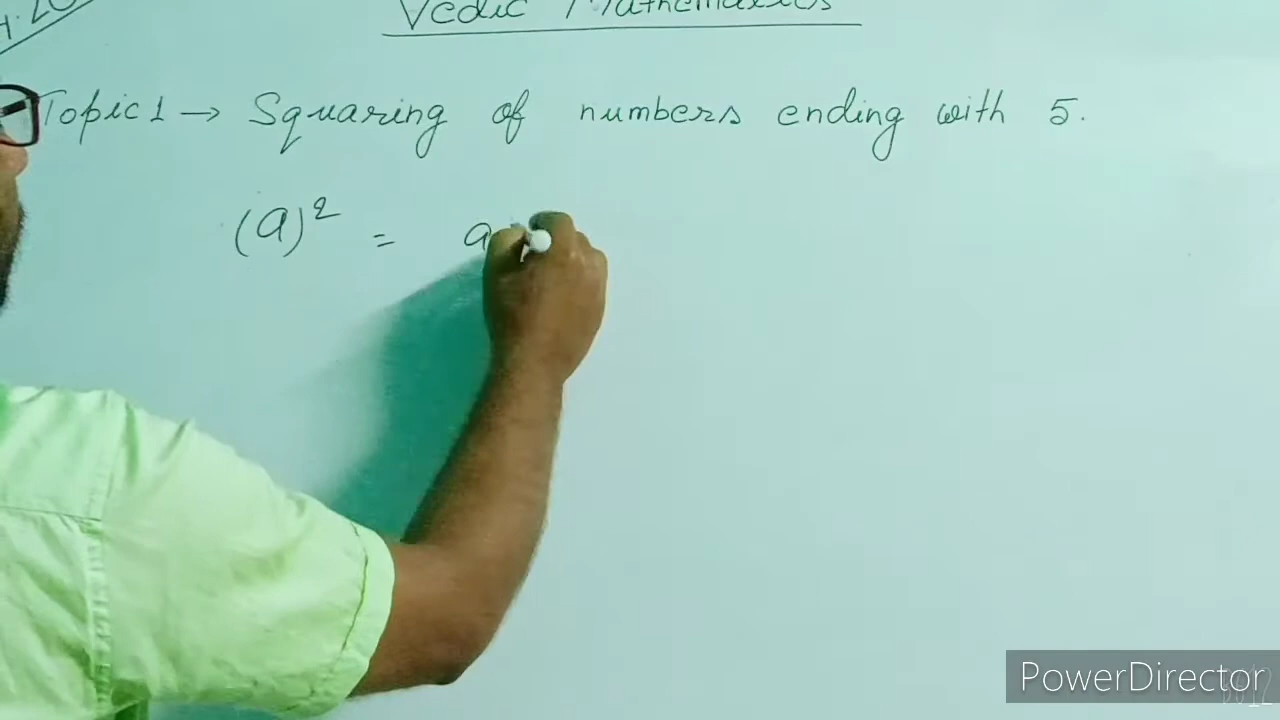 Vedic Mathematics
Topic 1 → Squaring of numbers ending with 5.
(a)² = a
PowerDirector